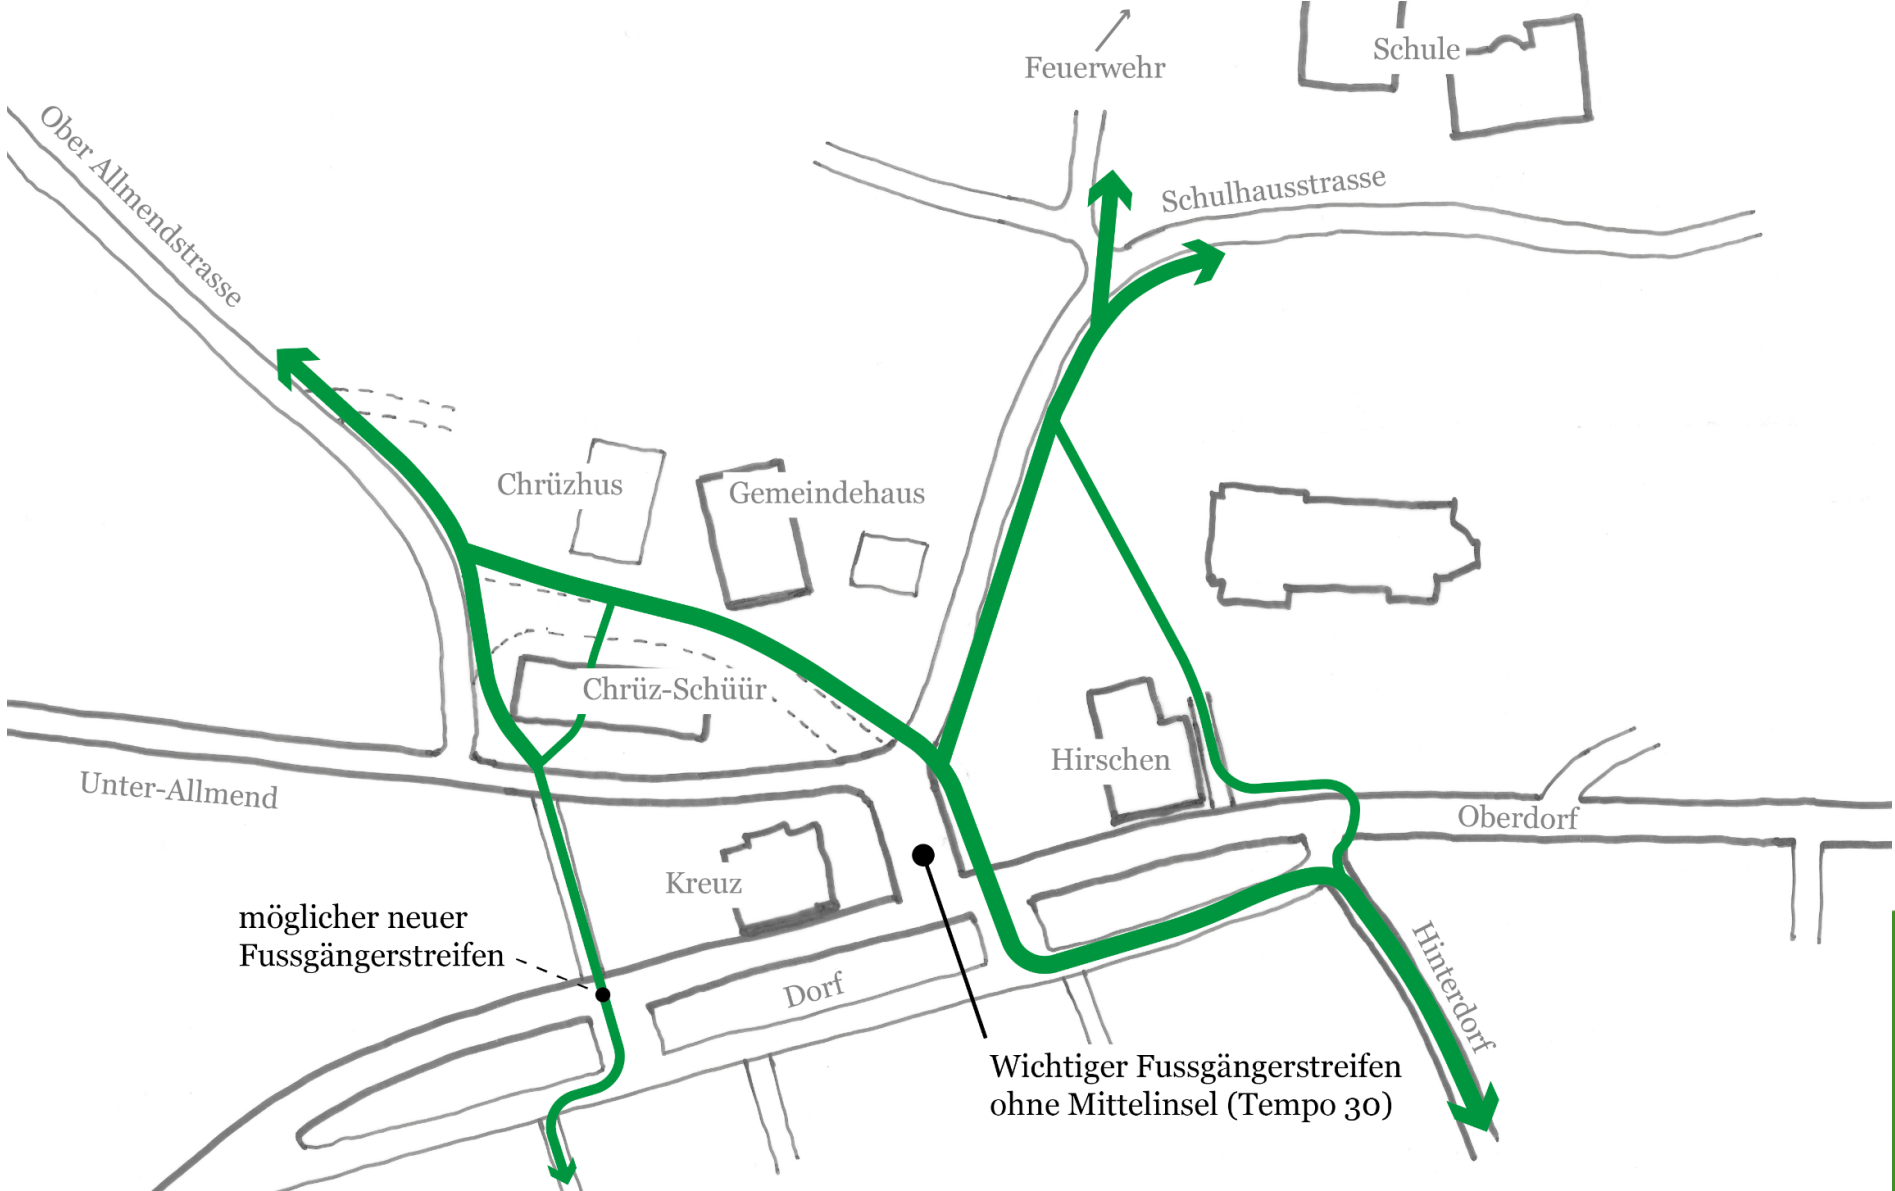 Feuerwehr
Schule
Ober Allmendstrasse
Schulhausstrasse
Chrüzhus
Gemeindehaus
Chrüz-Schüür
Hirschen
Unter-Allmend
Oberdorf
Kreuz
möglicher neuer
Fussgängerstreifen
Dorf
Hinterdorf
Wichtiger Fussgängerstreifen
ohne Mittelinsel (Tempo 30)